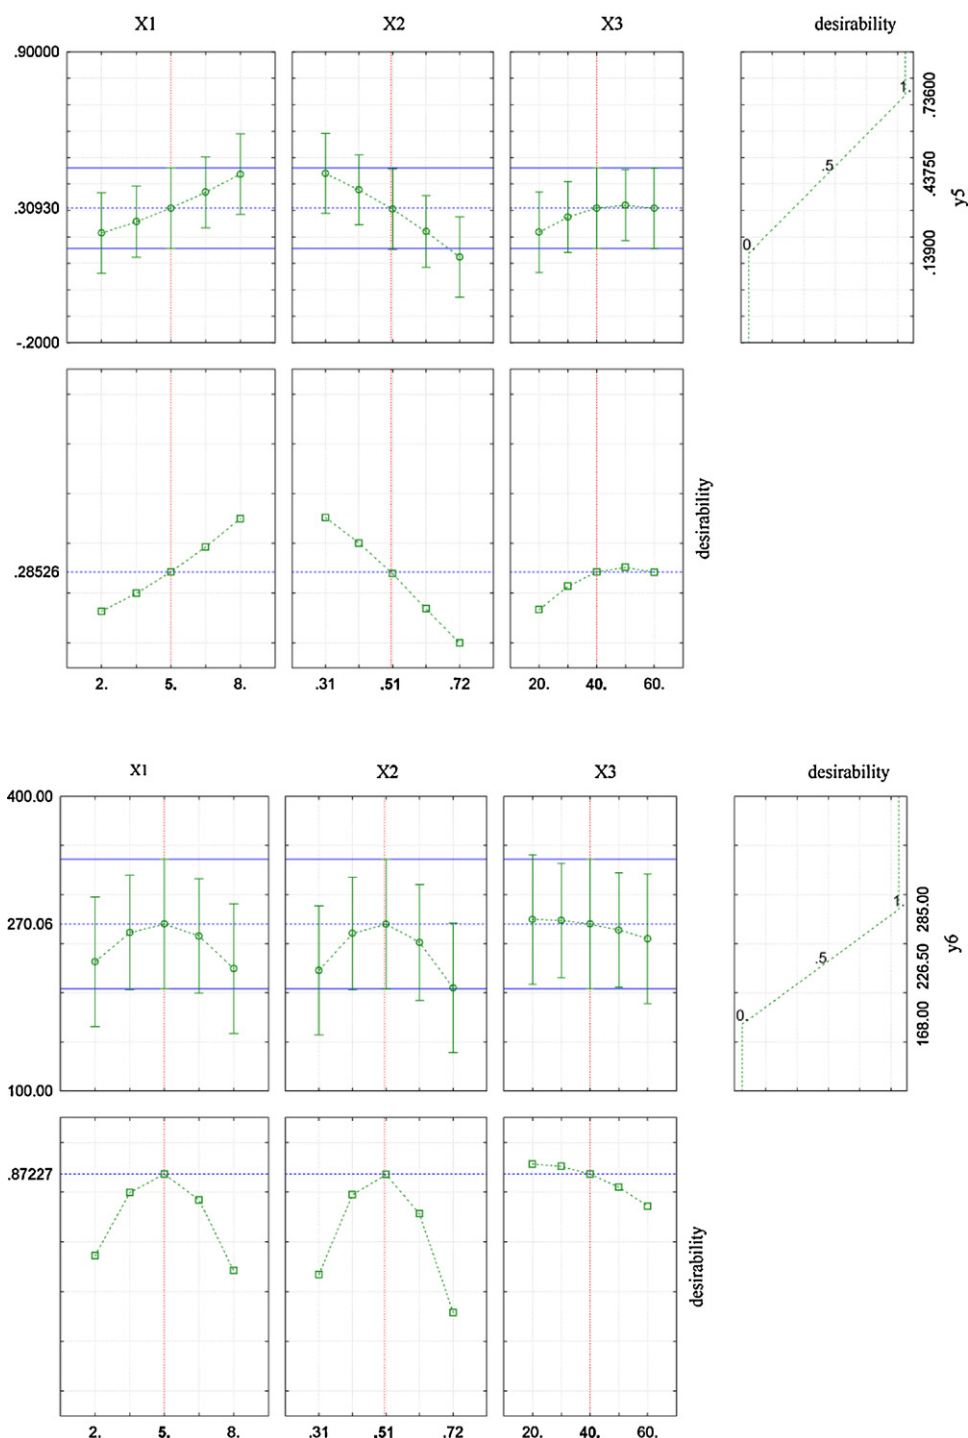 X1 X2 X3 desirability
.90000
.30930
-.2000
1.
.5
0.
.73600
.43750
.13900
y5
.28526
desirability
2. 5. 8. .31 .51 .72 20. 40. 60.
X1 X2 X3 desirability
400.00
270.06
100.00
1.
.5
0.
285.00
226.50
168.00
y6
.87227
desirability
2. 5. 8. .31 .51 .72 20. 40. 60.